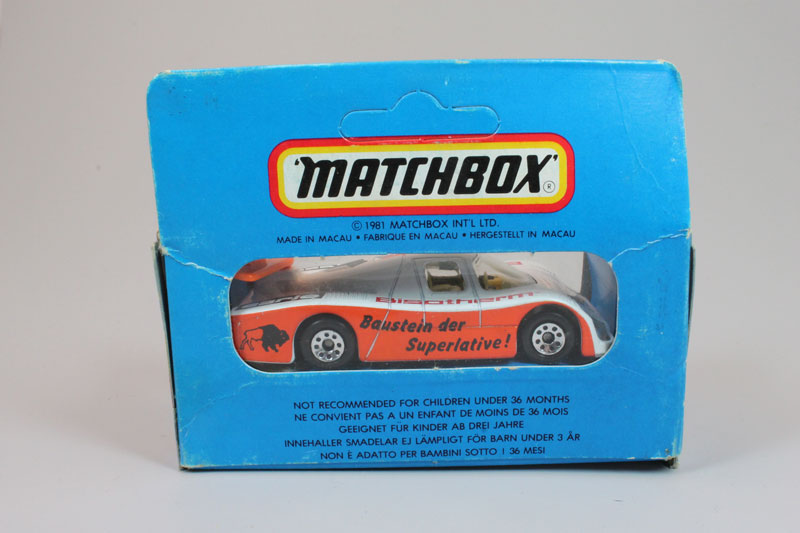 'MATCHBOX'®
© 1981 MATCHBOX INT'L LTD.
MADE IN MACAU • FABRIQUE EN MACAU • HERGESTELLT IN MACAU
Bisotherm
Baustein der
Superlative!
NOT RECOMMENDED FOR CHILDREN UNDER 36 MONTHS
NE CONVIENT PAS A UN ENFANT DE MOINS DE 36 MOIS
GEEIGNET FÜR KINDER AB DREI JAHRE
INNEHALLER SMADELAR EJ LÄMPLIGT FÖR BARN UNDER 3 ÅR
NON È ADATTO PER BAMBINI SOTTO I 36 MESI